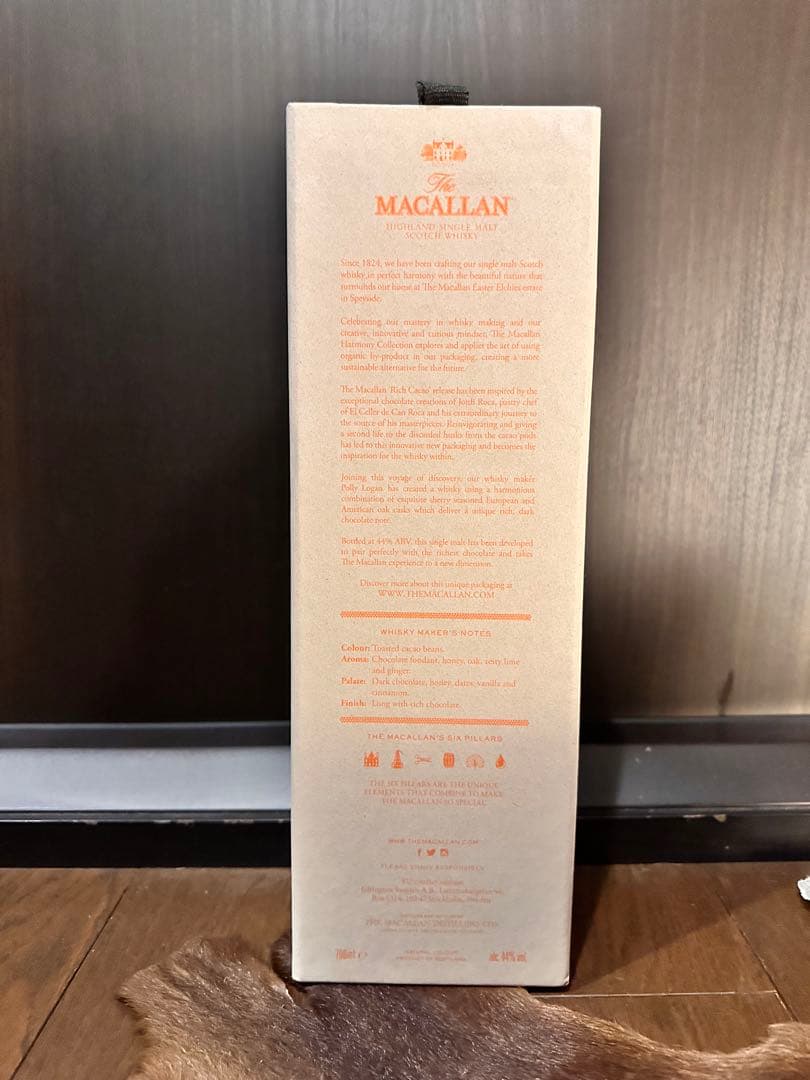 The
MACALLAN
HIGHLAND SINGLE MALT
SCOTCH WHISKY
Since 1824, we have been crafting our single malt Scotch
whisky in perfect harmony with the beautiful nature that
surrounds our home at The Macallan Easter Elchies estate
in Speyside.
Celebrating our mastery in whisky making and our
creative, innovative and curious mindset, The Macallan
Harmony Collection explores and applies the art of using
organic by-product in our packaging, creating a more
sustainable alternative for the future.
The Macallan 'Rich Cacao' release has been inspired by the
exceptional chocolate creations of Jordi Roca, pastry chef
of El Celler de Can Roca and his extraordinary journey to
the source of his masterpieces. Reinvigorating and giving
a second life to the discarded husks from the cacao pods
has led to this innovative new packaging and becomes the
inspiration for the whisky within.
Joining this voyage of discovery, our whisky maker
Polly Logan, has created a whisky using a harmonious
combination of exquisite sherry seasoned European and
American oak casks which deliver a unique rich, dark
chocolate note.
Bottled at 44% ABV, this single malt has been developed
to pair perfectly with the richest chocolate and takes
The Macallan experience to a new dimension.
Discover more about this unique packaging at
WWW.THEMACALLAN.COM
WHISKY MAKER'S NOTES
Colour: Toasted cacao beans.
Aroma: Chocolate fondant, honey, oak, zesty lime
and ginger.
Palate: Dark chocolate, honey, dates, vanilla and
cinnamon.
Finish: Long with rich chocolate.
THE MACALLAN'S SIX PILLARS
THE SIX PILLARS ARE THE UNIQUE
ELEMENTS THAT COMBINE TO MAKE
THE MACALLAN SO SPECIAL
WWW.THEMACALLAN.COM
PLEASE DRINK RESPONSIBLY
THE MACALLAN DISTILLERS LTD
700ml e
NATURAL COLOUR
PRODUCT OF SCOTLAND
alc. 44% vol.